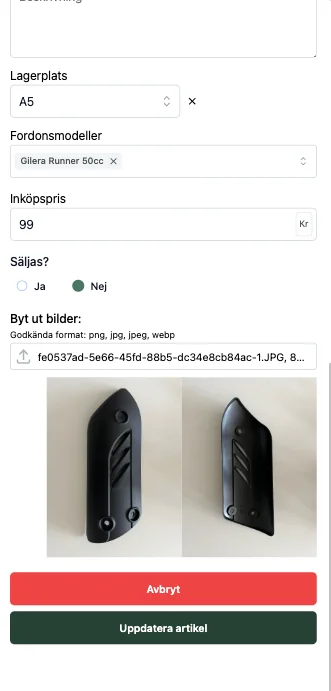 Lagerplats
A5
Fordonsmodeller
Gilera Runner 50cc
Inköpspris
99
Kr
Säljas?
Ja
Nej
Byt ut bilder:
Godkända format: png, jpg, jpeg, webp
fe0537ad-5e66-45fd-88b5-dc34e8cb84ac-1.JPG, 8...
Avbryt
Uppdatera artikel